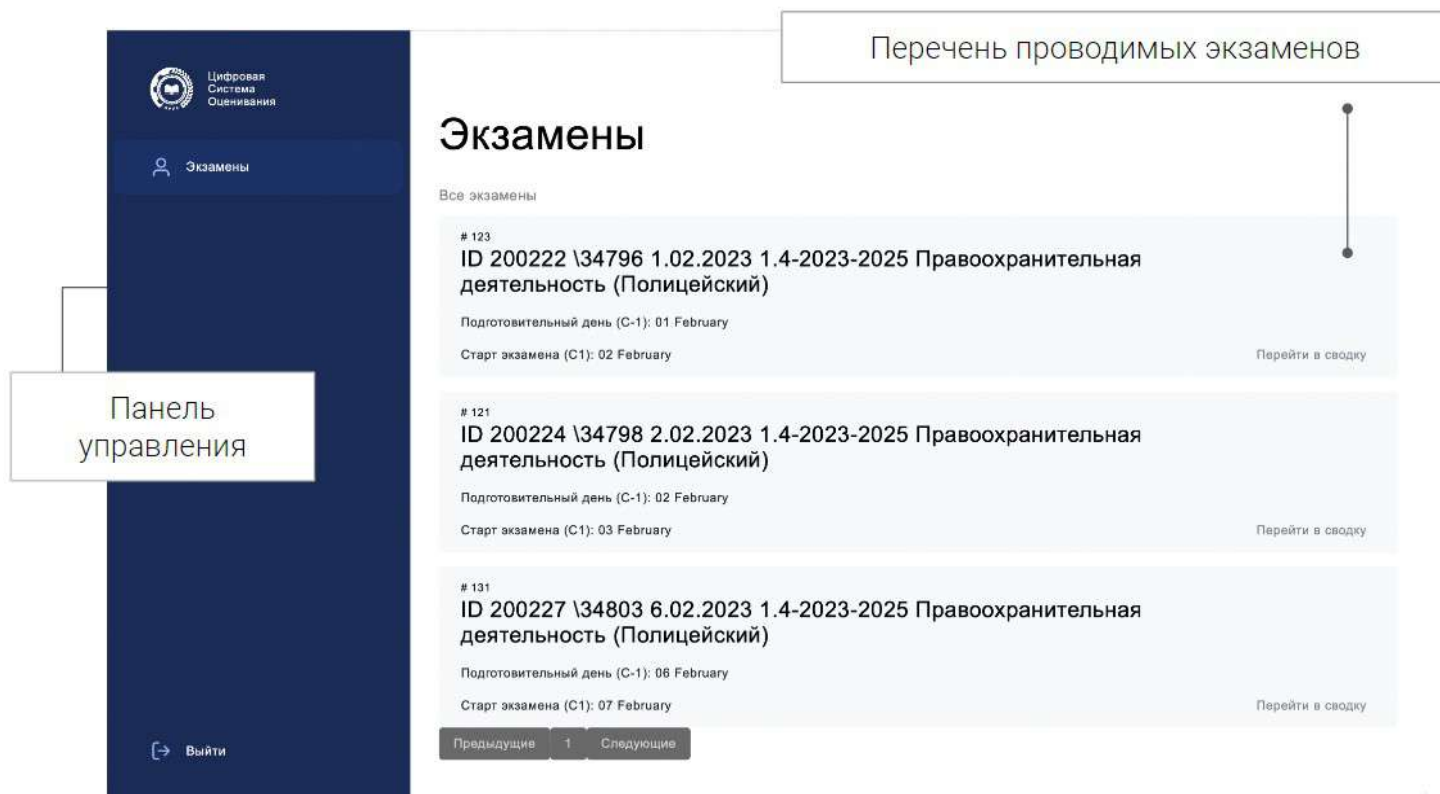 Перечень проводимых экзаменов
Цифровая
Система
Оценивания
Экзамены
Экзамены
Все экзамены
# 123
ID 200222 \34796 1.02.2023 1.4-2023-2025 Правоохранительная
деятельность (Полицейский)
Подготовительный день (С-1): 01 February
Старт экзамена (С1): 02 February
Перейти в сводку
Панель
управления
# 121
ID 200224 \34798 2.02.2023 1.4-2023-2025 Правоохранительная
деятельность (Полицейский)
Подготовительный день (С-1): 02 February
Старт экзамена (С1): 03 February
Перейти в сводку
# 131
ID 200227 \34803 6.02.2023 1.4-2023-2025 Правоохранительная
деятельность (Полицейский)
Подготовительный день (С-1): 06 February
Старт экзамена (С1): 07 February
Перейти в сводку
Предыдущие 1 Следующие
Выйти